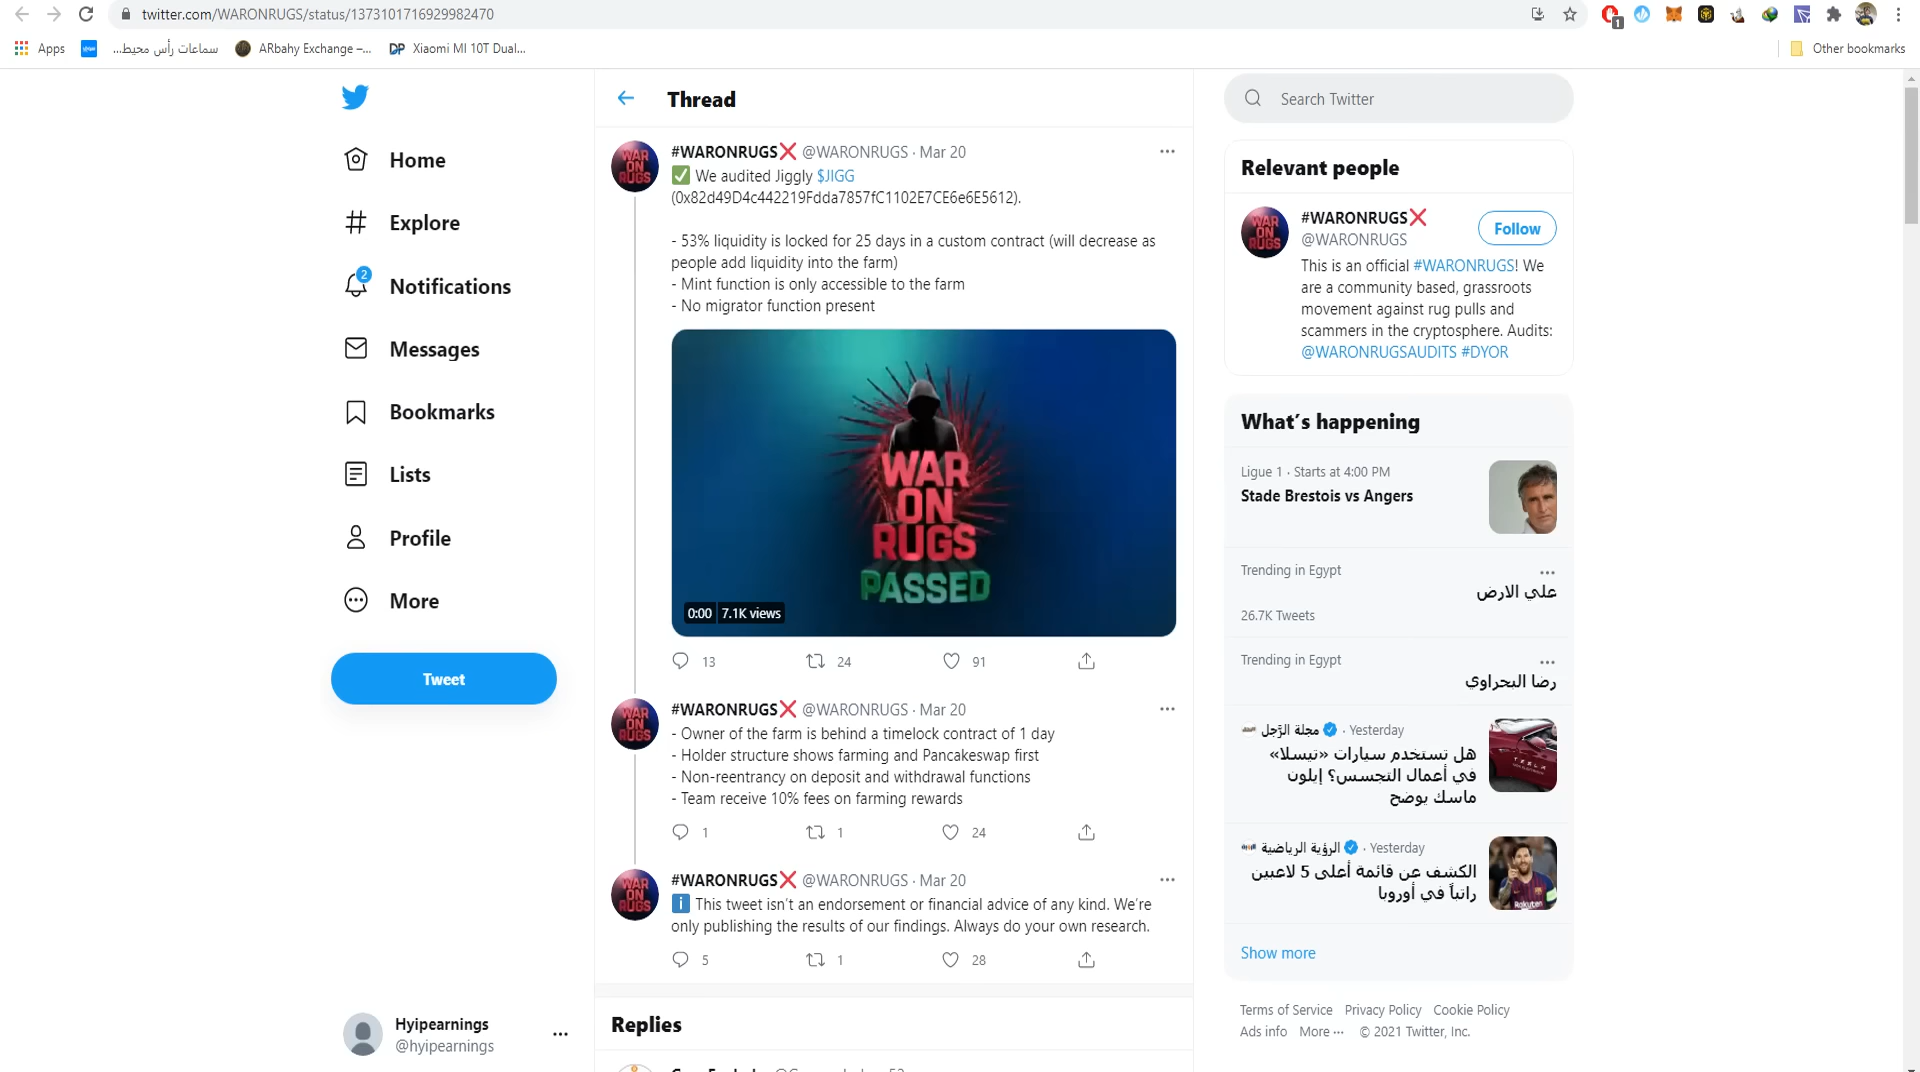 twitter.com/WARONRUGS/status/1373101716929982470
1
Apps
سماعات رأس محيط...
ARbahy Exchange –...
DP Xiaomi MI 10T Dual...
Other bookmarks
Home
Explore
2
Notifications
Messages
Bookmarks
Lists
Profile
More
Tweet
Hyipearnings
@hyipearnings
Thread
#WARONRUGS❌ @WARONRUGS · Mar 20
✅ We audited Jiggly $JIGG
(0x82d49D4c442219Fdda7857fC1102E7CE6e6E5612).
- 53% liquidity is locked for 25 days in a custom contract (will decrease as
people add liquidity into the farm)
- Mint function is only accessible to the farm
- No migrator function present
WAR
ON
RUGS
PASSED
0:00 7.1K views
13 24 91
#WARONRUGS❌ @WARONRUGS · Mar 20
- Owner of the farm is behind a timelock contract of 1 day
- Holder structure shows farming and Pancakeswap first
- Non-reentrancy on deposit and withdrawal functions
- Team receive 10% fees on farming rewards
1 1 24
#WARONRUGS❌ @WARONRUGS · Mar 20
ℹ️ This tweet isn't an endorsement or financial advice of any kind. We're
only publishing the results of our findings. Always do your own research.
5 1 28
Replies
Search Twitter
Relevant people
#WARONRUGS❌
@WARONRUGS
Follow
This is an official #WARONRUGS! We
are a community based, grassroots
movement against rug pulls and
scammers in the cryptosphere. Audits:
@WARONRUGSAUDITS #DYOR
What's happening
Ligue 1 · Starts at 4:00 PM
Stade Brestois vs Angers
Trending in Egypt
علي الارض
26.7K Tweets
Trending in Egypt
رضا البحراوي
مجلة الرَّجل · Yesterday
هل تستخدم سيارات «تيسلا»
في أعمال التجسس؟ إيلون
ماسك يوضح
الرؤية الرياضية · Yesterday
الكشف عن قائمة أعلى 5 لاعبين
راتباً في أوروبا
Rakuten
Show more
Terms of Service Privacy Policy Cookie Policy
Ads info More ··· © 2021 Twitter, Inc.